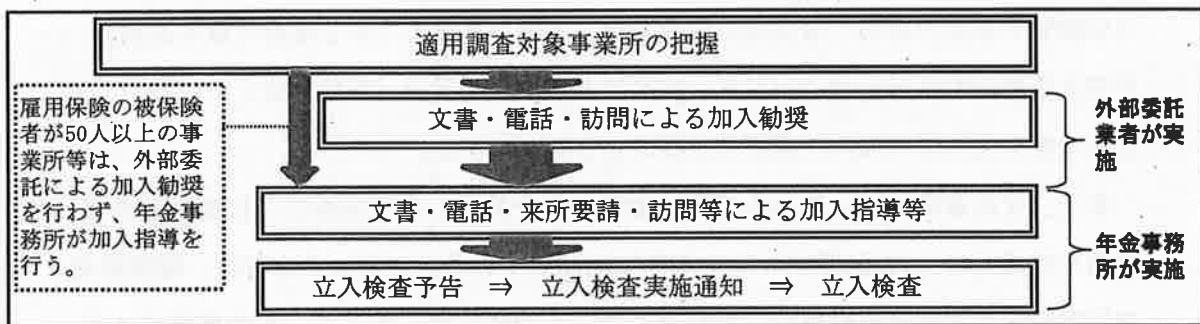 適用調査対象事業所の把握
雇用保険の被保険
者が50人以上の事
業所等は、外部委
託による加入勧奨
を行わず、年金事
務所が加入指導を
行う。
文書・電話・訪問による加入勧奨
外部委託
業者が実
施
文書・電話・来所要請・訪問等による加入指導等
立入検査予告 ⇒ 立入検査実施通知 ⇒ 立入検査
年金事務
所が実施